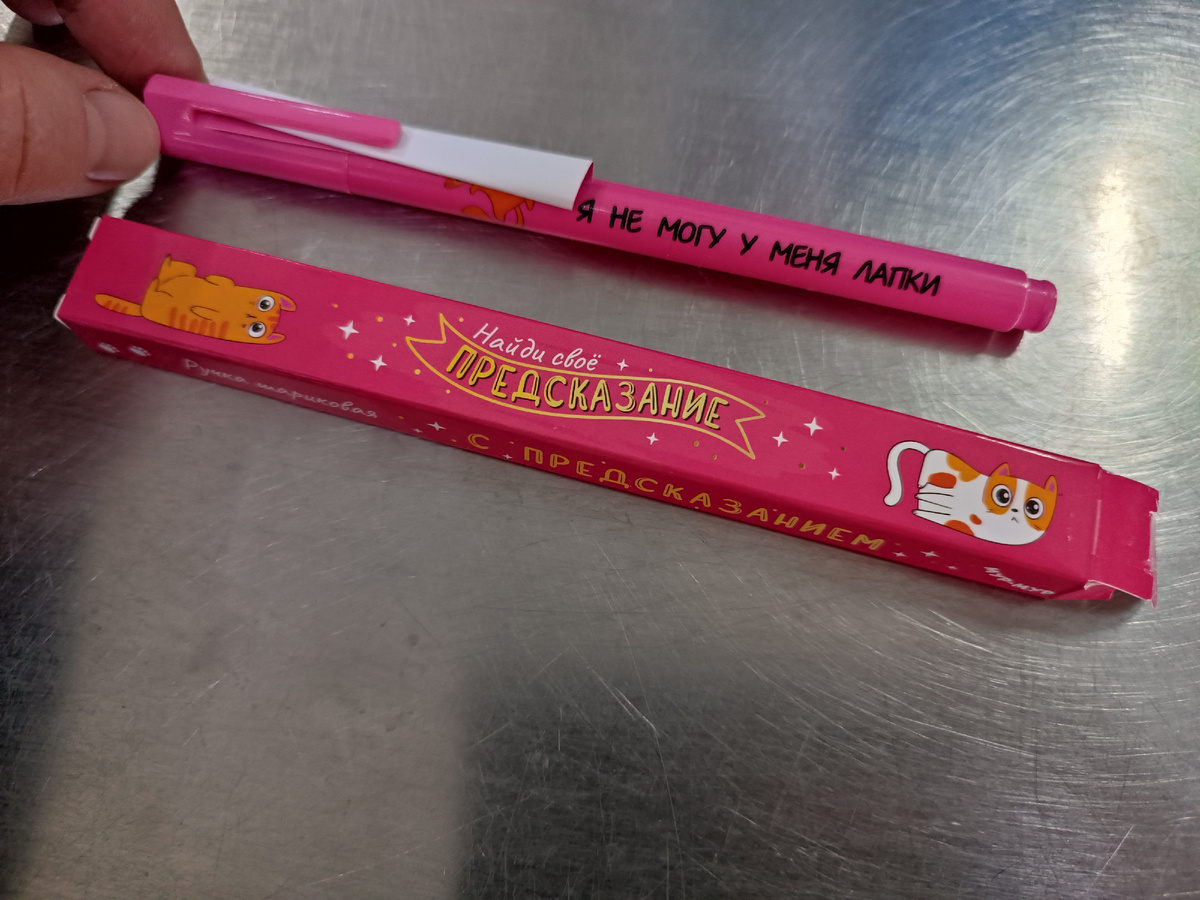 Я НЕ МОГУ У МЕНЯ ЛАПКИ
Найди своё
ПРЕДСКАЗАНИЕ
Ручка шариковая
С ПРЕДСКАЗАНИЕМ